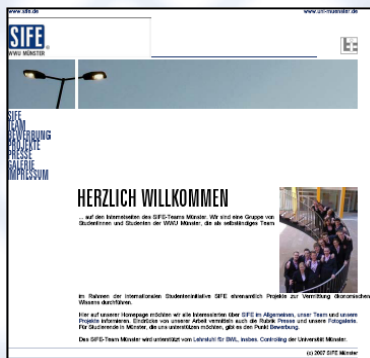 www.sife.de
www.uni-muenster.de
SIFE
WWU MÜNSTER
SIFE
TEAM
BEWERBUNG
PROJEKTE
PRESSE
GALERIE
IMPRESSUM
HERZLICH WILLKOMMEN
... auf den Internetseiten des SIFE-Teams Münster. Wir sind eine Gruppe von
Studentinnen und Studenten der WWU Münster, die als selbständiges Team
im Rahmen der internationalen Studenteninitiative SIFE ehrenamtlich Projekte zur Vermittlung ökonomischen
Wissens durchführen.
Hier auf unserer Homepage möchten wir alle Interessierten über SIFE im Allgemeinen, unser Team und unsere
Projekte informieren. Eindrücke von unserer Arbeit vermitteln auch die Rubrik Presse und unsere Fotogalerie.
Für Studierende in Münster, die uns unterstützen möchten, gibt es den Punkt Bewerbung.
Das SIFE-Team Münster wird unterstützt vom Lehrstuhl für BWL, insbes. Controlling der Universität Münster.
(c) 2007 SIFE Münster